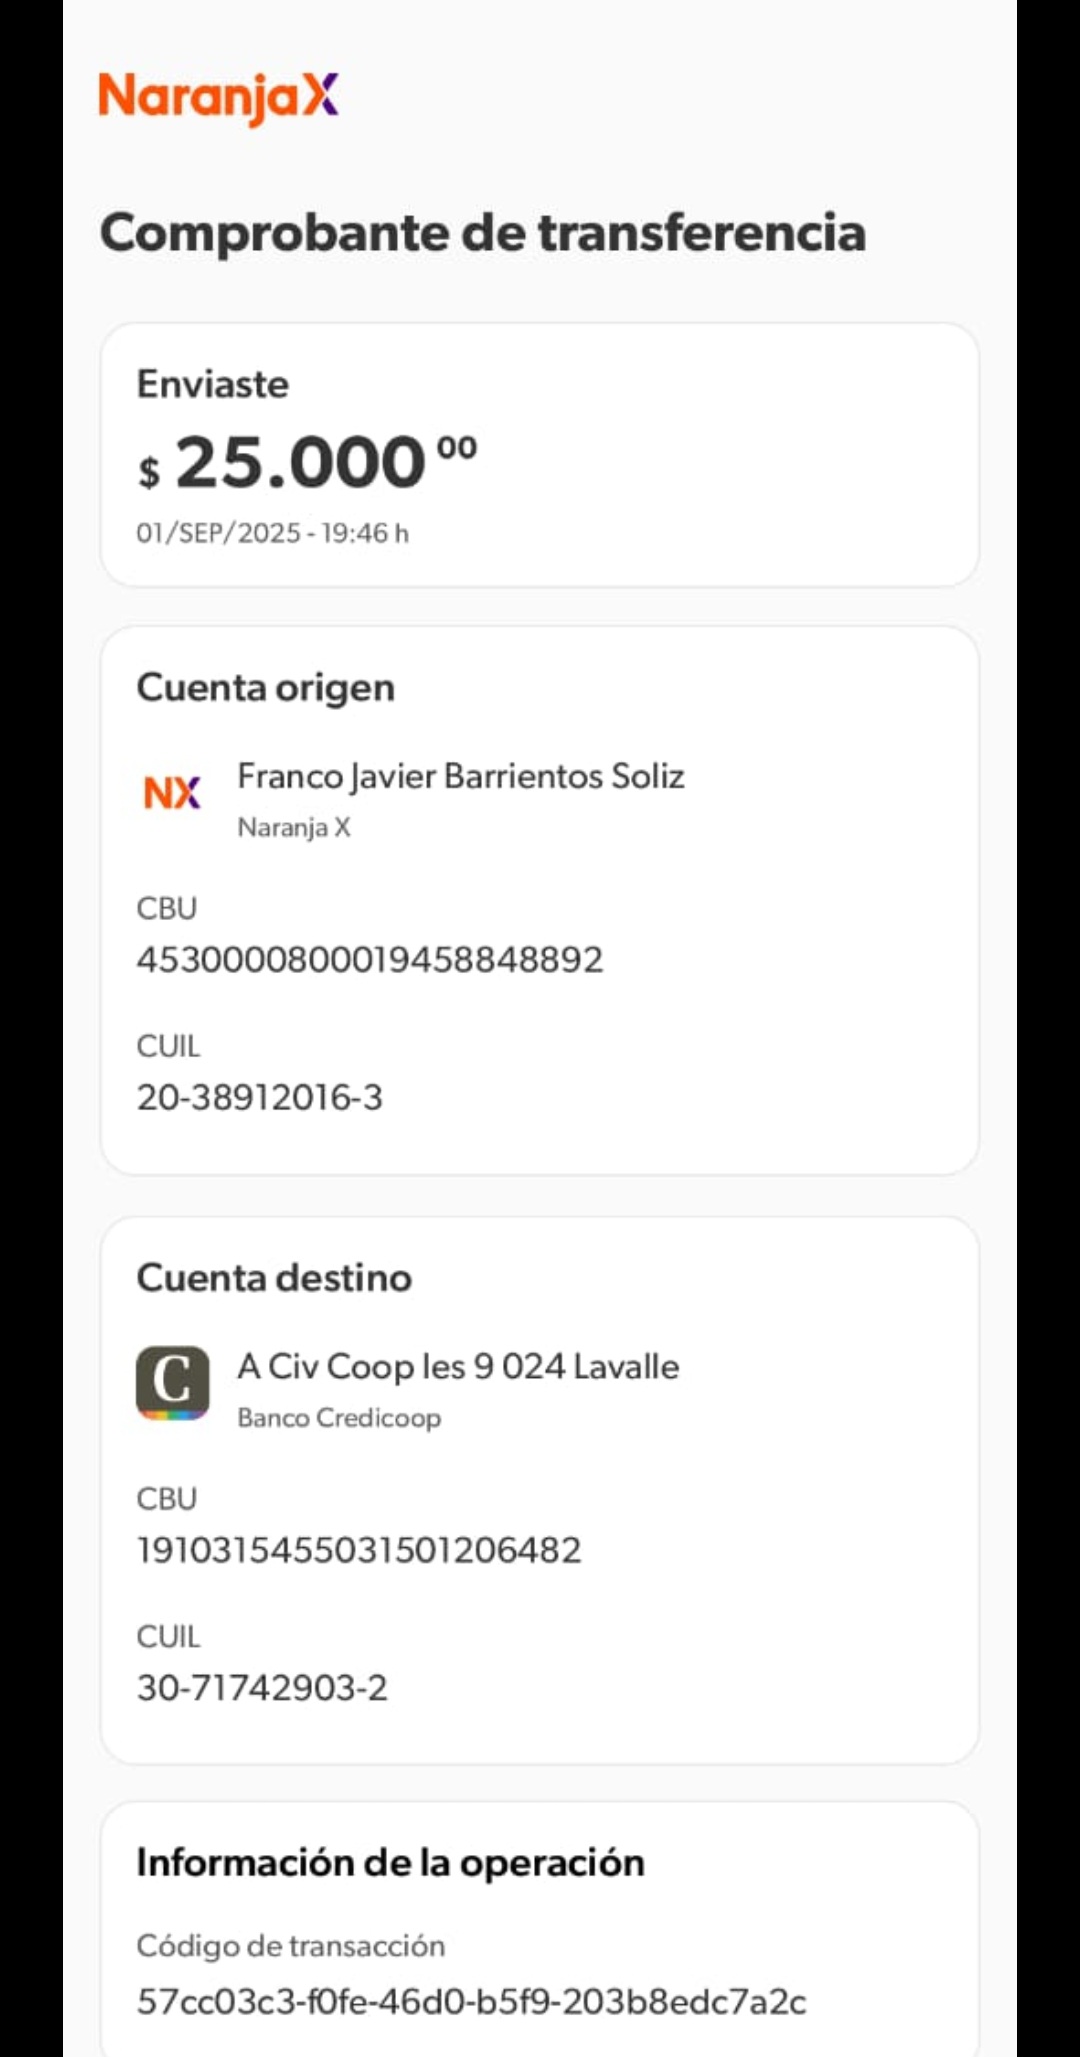 NaranjaX
Comprobante de transferencia
Enviaste
$ 25.000 00
01/SEP/2025 - 19:46 h
Cuenta origen
NX
Franco Javier Barrientos Soliz
Naranja X
CBU
4530000800019458848892
CUIL
20-38912016-3
Cuenta destino
C
A Civ Coop les 9 024 Lavalle
Banco Credicoop
CBU
1910315455031501206482
CUIL
30-71742903-2
Información de la operación
Código de transacción
57cc03c3-f0fe-46d0-b5f9-203b8edc7a2c